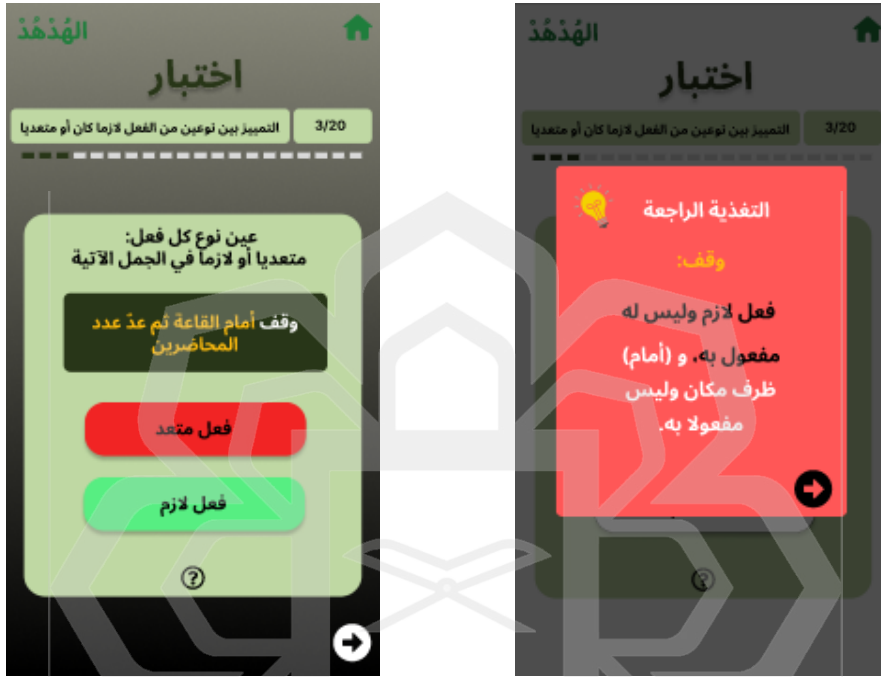 الهُدْهُدْ
اختبار
3/20
التمييز بين نوعين من الفعل لازما كان أو متعديا
عين نوع كل فعل:
متعديا أو لازما في الجمل الآتية
وقف أمام القاعة ثم عدّ عدد
المحاضرين
فعل متعد
فعل لازم
?
الهُدْهُدْ
اختبار
3/20
التمييز بين نوعين من الفعل لازما كان أو متعديا
التغذية الراجعة
وقف:
فعل لازم وليس له
مفعول به. و (أمام)
ظرف مكان وليس
مفعولا به.
?